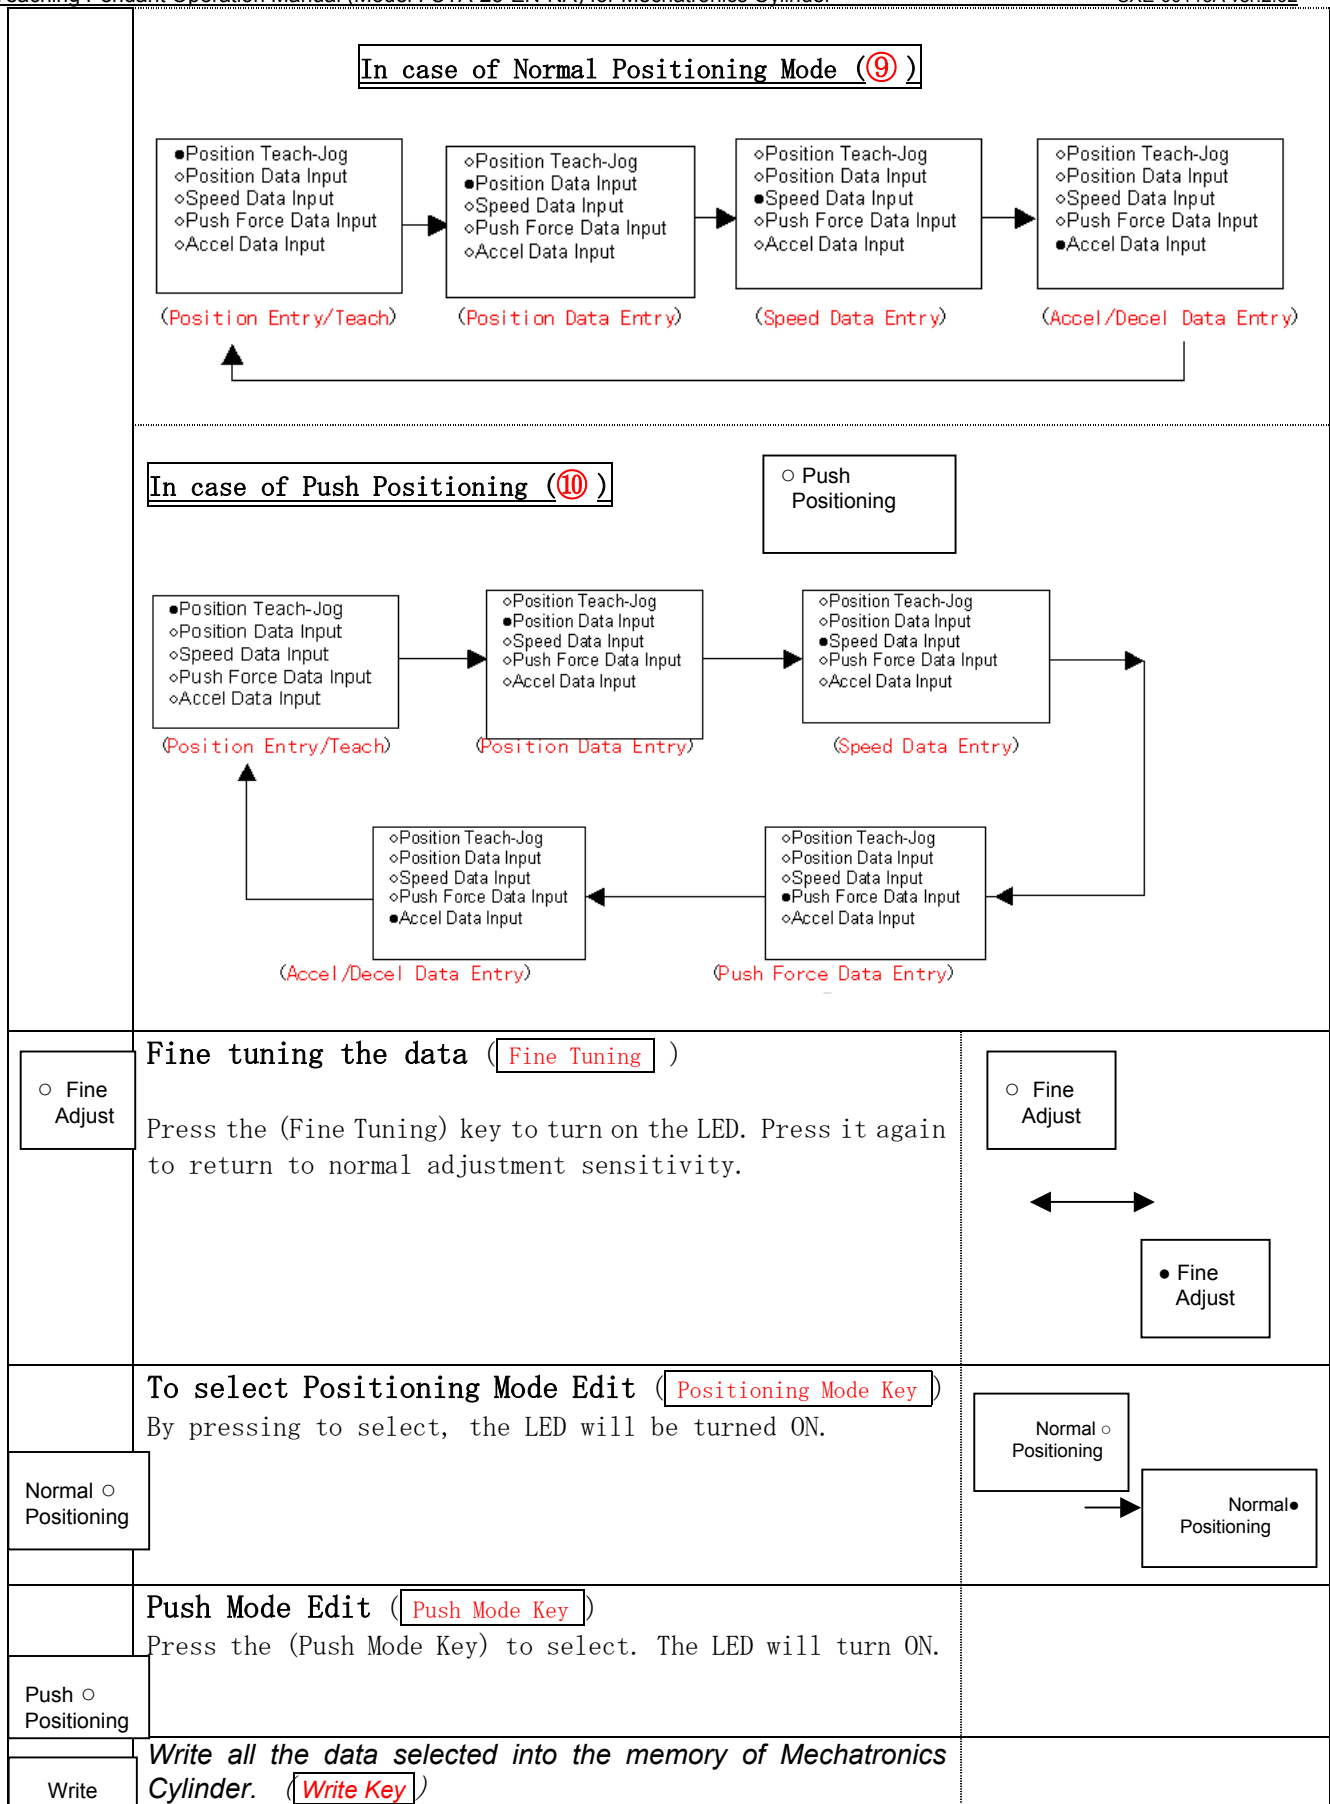 In case of Normal Positioning Mode (⑨)
●Position Teach-Jog
◇Position Data Input
◇Speed Data Input
◇Push Force Data Input
◇Accel Data Input
(Position Entry/Teach)
◇Position Teach-Jog
●Position Data Input
◇Speed Data Input
◇Push Force Data Input
◇Accel Data Input
(Position Data Entry)
◇Position Teach-Jog
◇Position Data Input
●Speed Data Input
◇Push Force Data Input
◇Accel Data Input
(Speed Data Entry)
◇Position Teach-Jog
◇Position Data Input
◇Speed Data Input
◇Push Force Data Input
●Accel Data Input
(Accel/Decel Data Entry)
In case of Push Positioning (⑩)
○ Push
Positioning
●Position Teach-Jog
◇Position Data Input
◇Speed Data Input
◇Push Force Data Input
◇Accel Data Input
(Position Entry/Teach)
◇Position Teach-Jog
●Position Data Input
◇Speed Data Input
◇Push Force Data Input
◇Accel Data Input
(Position Data Entry)
◇Position Teach-Jog
◇Position Data Input
●Speed Data Input
◇Push Force Data Input
◇Accel Data Input
(Speed Data Entry)
◇Position Teach-Jog
◇Position Data Input
◇Speed Data Input
◇Push Force Data Input
●Accel Data Input
(Accel/Decel Data Entry)
◇Position Teach-Jog
◇Position Data Input
◇Speed Data Input
●Push Force Data Input
◇Accel Data Input
(Push Force Data Entry)
○ Fine
Adjust
Fine tuning the data ( Fine Tuning )
Press the (Fine Tuning) key to turn on the LED. Press it again
to return to normal adjustment sensitivity.
○ Fine
Adjust
● Fine
Adjust
Normal ○
Positioning
To select Positioning Mode Edit ( Positioning Mode Key )
By pressing to select, the LED will be turned ON.
Normal ○
Positioning
Normal●
Positioning
Push ○
Positioning
Push Mode Edit ( Push Mode Key )
Press the (Push Mode Key) to select. The LED will turn ON.
Write
Write all the data selected into the memory of Mechatronics
Cylinder. ( Write Key )